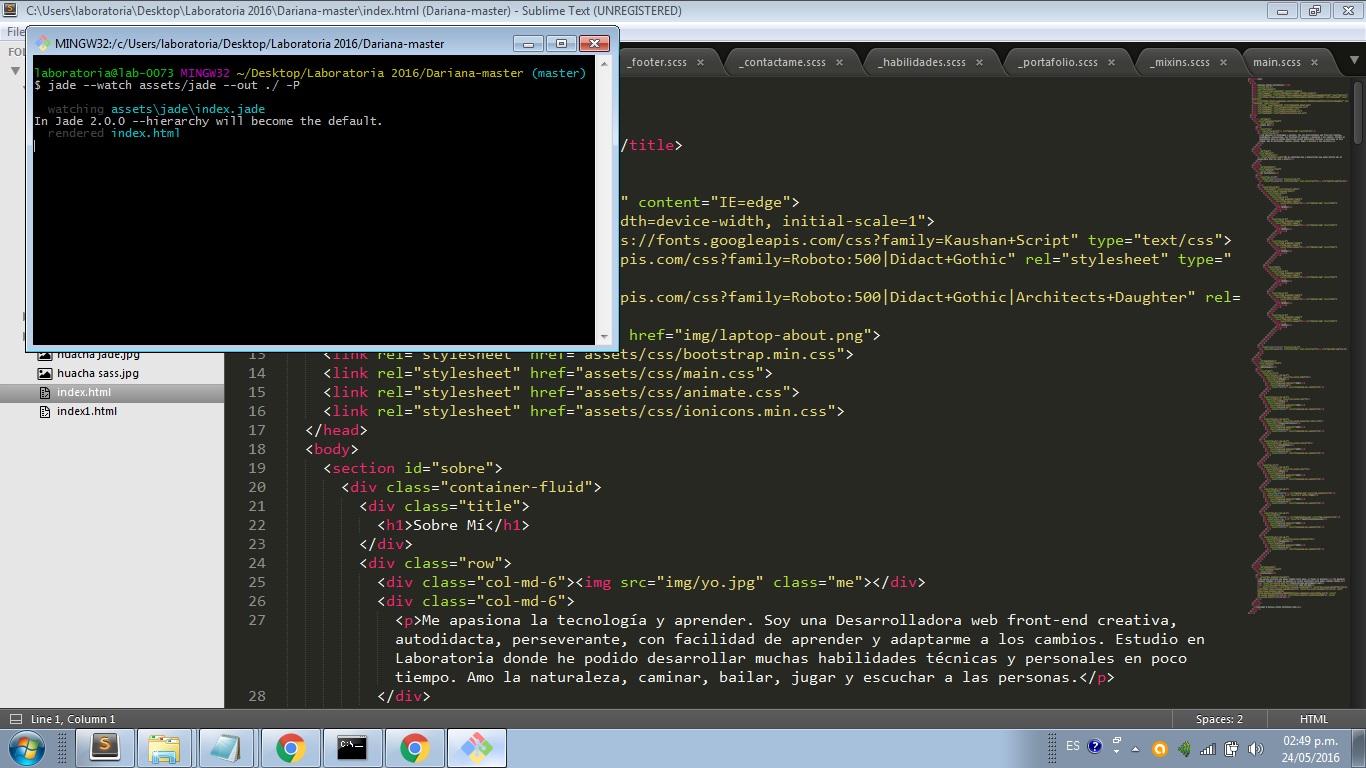 C:\Users\laboratoria\Desktop\Laboratoria 2016\Dariana-master\index.html (Dariana-master) - Sublime Text (UNREGISTERED)
File
FOL
MINGW32:/c/Users/laboratoria/Desktop/Laboratoria 2016/Dariana-master
laboratoria@lab-0073 MINGW32 ~/Desktop/Laboratoria 2016/Dariana-master (master)
$ jade --watch assets/jade --out ./ -P
watching assets\jade\index.jade
In Jade 2.0.0 --hierarchy will become the default.
rendered index.html
_footer.scss × _contactame.scss × _habilidades.scss × _portafolio.scss × _mixins.scss × main.scss ×
/title>
" content="IE=edge">
dth=device-width, initial-scale=1">
s://fonts.googleapis.com/css?family=Kaushan+Script" type="text/css">
pis.com/css?family=Roboto:500|Didact+Gothic" rel="stylesheet" type="
pis.com/css?family=Roboto:500|Didact+Gothic|Architects+Daughter" rel=
href="img/laptop-about.png">
huacha jade.jpg
huacha sass.jpg
index.html
index1.html
13 <link rel="stylesheet" href="assets/css/bootstrap.min.css">
14 <link rel="stylesheet" href="assets/css/main.css">
15 <link rel="stylesheet" href="assets/css/animate.css">
16 <link rel="stylesheet" href="assets/css/ionicons.min.css">
17 </head>
18 <body>
19 <section id="sobre">
20 <div class="container-fluid">
21 <div class="title">
22 <h1>Sobre Mí</h1>
23 </div>
24 <div class="row">
25 <div class="col-md-6"><img src="img/yo.jpg" class="me"></div>
26 <div class="col-md-6">
27 <p>Me apasiona la tecnología y aprender. Soy una Desarrolladora web front-end creativa,
autodidacta, perseverante, con facilidad de aprender y adaptarme a los cambios. Estudio en
Laboratoria donde he podido desarrollar muchas habilidades técnicas y personales en poco
tiempo. Amo la naturaleza, caminar, bailar, jugar y escuchar a las personas.</p>
28 </div>
Line 1, Column 1
Spaces: 2
HTML
ES
02:49 p.m.
24/05/2016